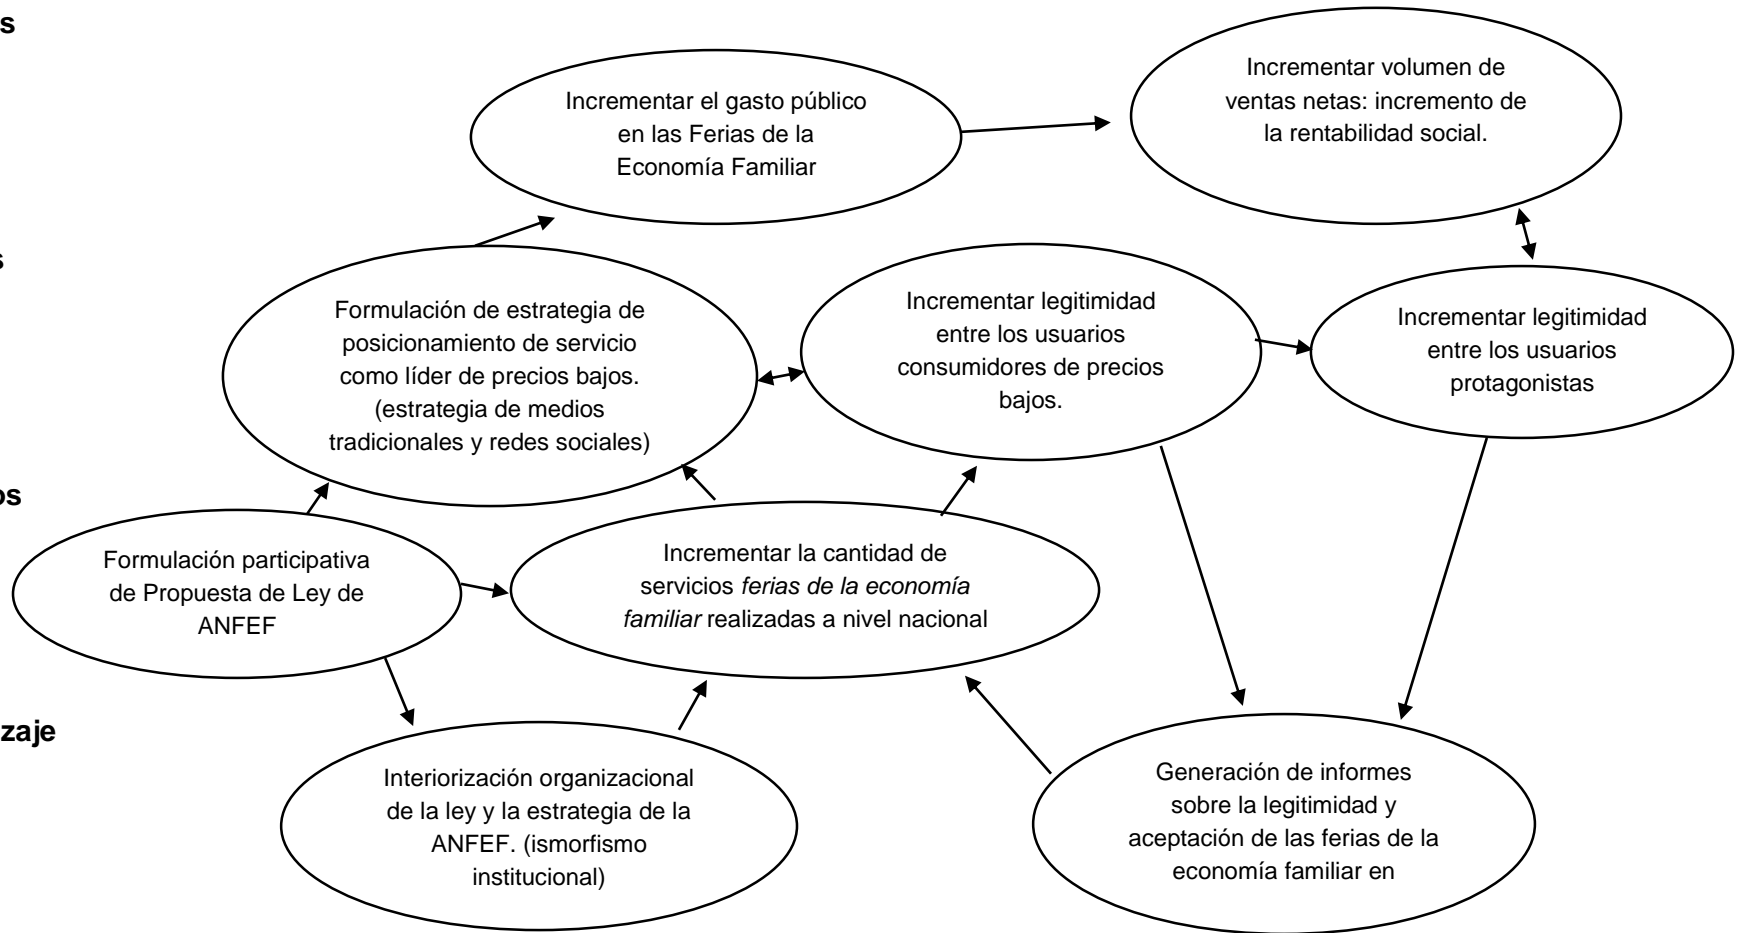 s
Incrementar el gasto público
en las Ferias de la
Economía Familiar
Incrementar volumen de
ventas netas: incremento de
la rentabilidad social.
s
Formulación de estrategia de
posicionamiento de servicio
como líder de precios bajos.
(estrategia de medios
tradicionales y redes sociales)
Incrementar legitimidad
entre los usuarios
consumidores de precios
bajos.
Incrementar legitimidad
entre los usuarios
protagonistas
os
Formulación participativa
de Propuesta de Ley de
ANFEF
Incrementar la cantidad de
servicios ferias de la economía
familiar realizadas a nivel nacional
zaje
Interiorización organizacional
de la ley y la estrategia de la
ANFEF. (ismorfismo
institucional)
Generación de informes
sobre la legitimidad y
aceptación de las ferias de la
economía familiar en